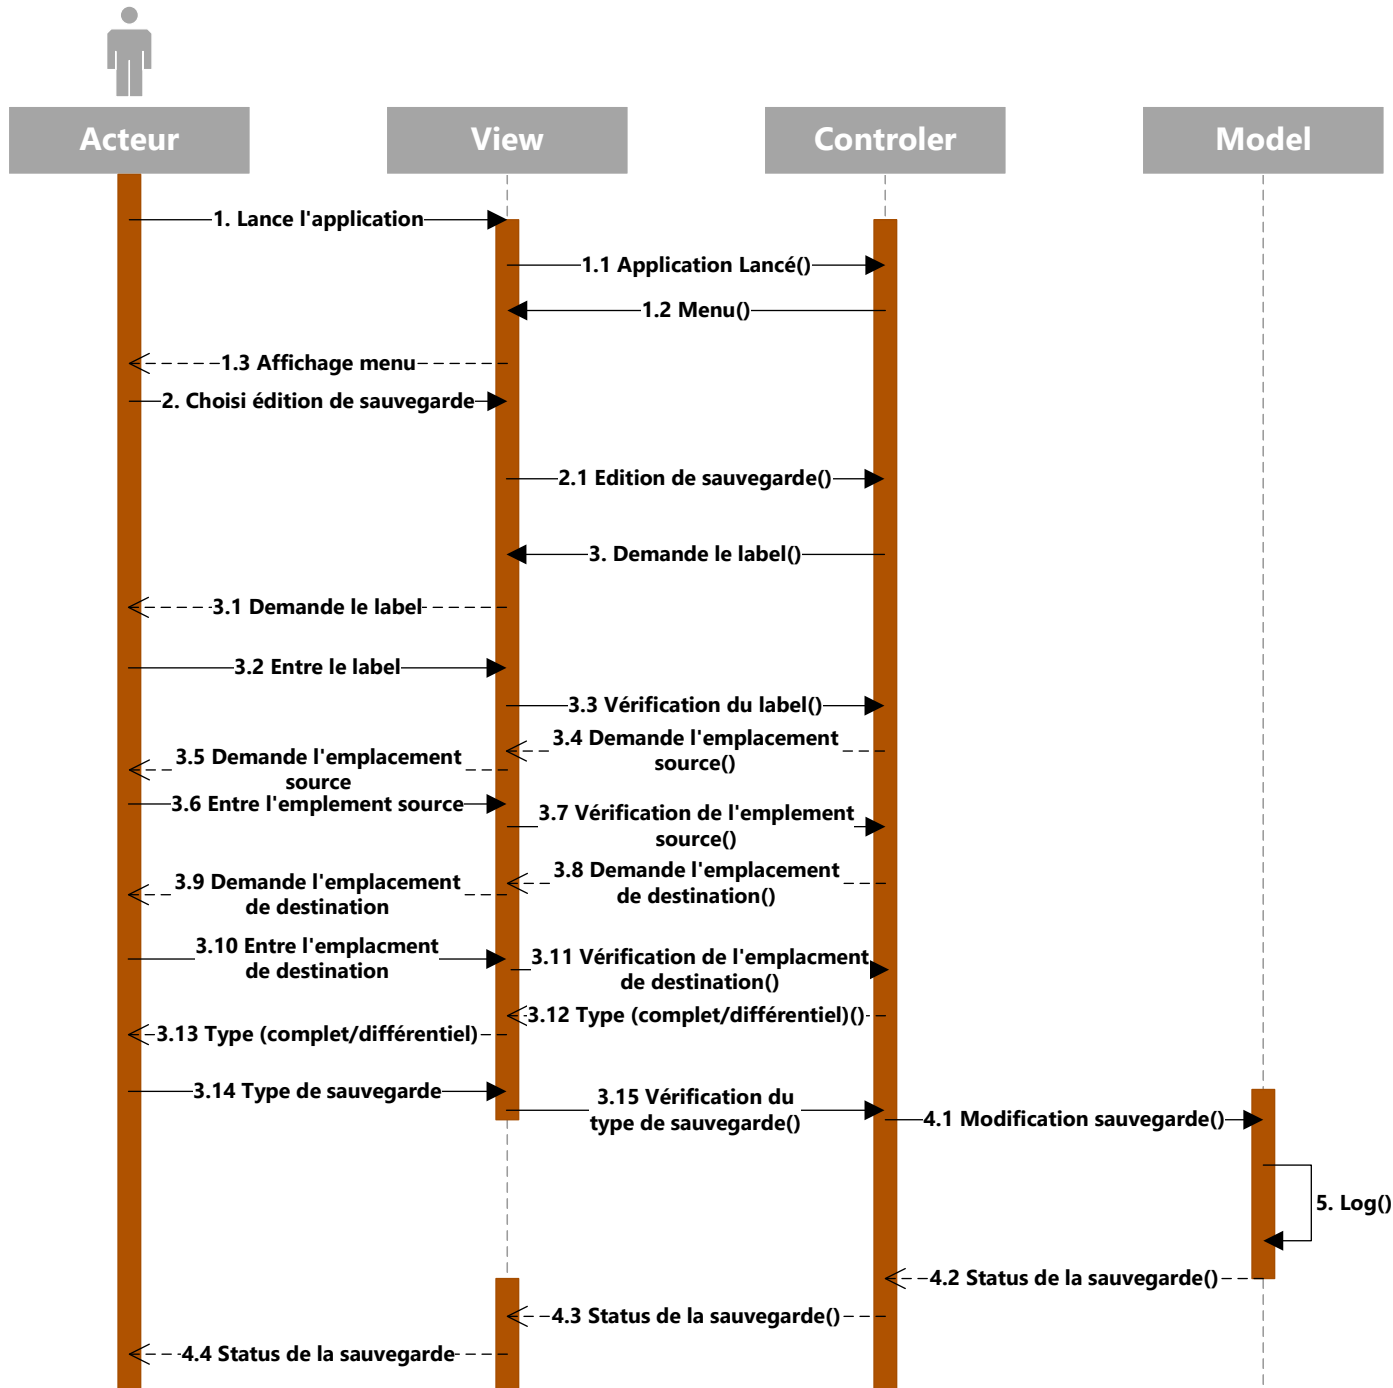 Acteur
View
Controler
Model
1. Lance l'application
1.1 Application Lancé()
1.2 Menu()
1.3 Affichage menu
2. Choisi édition de sauvegarde
2.1 Edition de sauvegarde()
3. Demande le label()
3.1 Demande le label
3.2 Entre le label
3.3 Vérification du label()
3.4 Demande l'emplacement
source()
3.5 Demande l'emplacement
source
3.6 Entre l'emplement source
3.7 Vérification de l'emplement
source()
3.8 Demande l'emplacement
de destination()
3.9 Demande l'emplacement
de destination
3.10 Entre l'emplacment
de destination
3.11 Vérification de l'emplacment
de destination()
3.12 Type (complet/différentiel)()
3.13 Type (complet/différentiel)
3.14 Type de sauvegarde
3.15 Vérification du
type de sauvegarde()
4.1 Modification sauvegarde()
5. Log()
4.2 Status de la sauvegarde()
4.3 Status de la sauvegarde()
4.4 Status de la sauvegarde